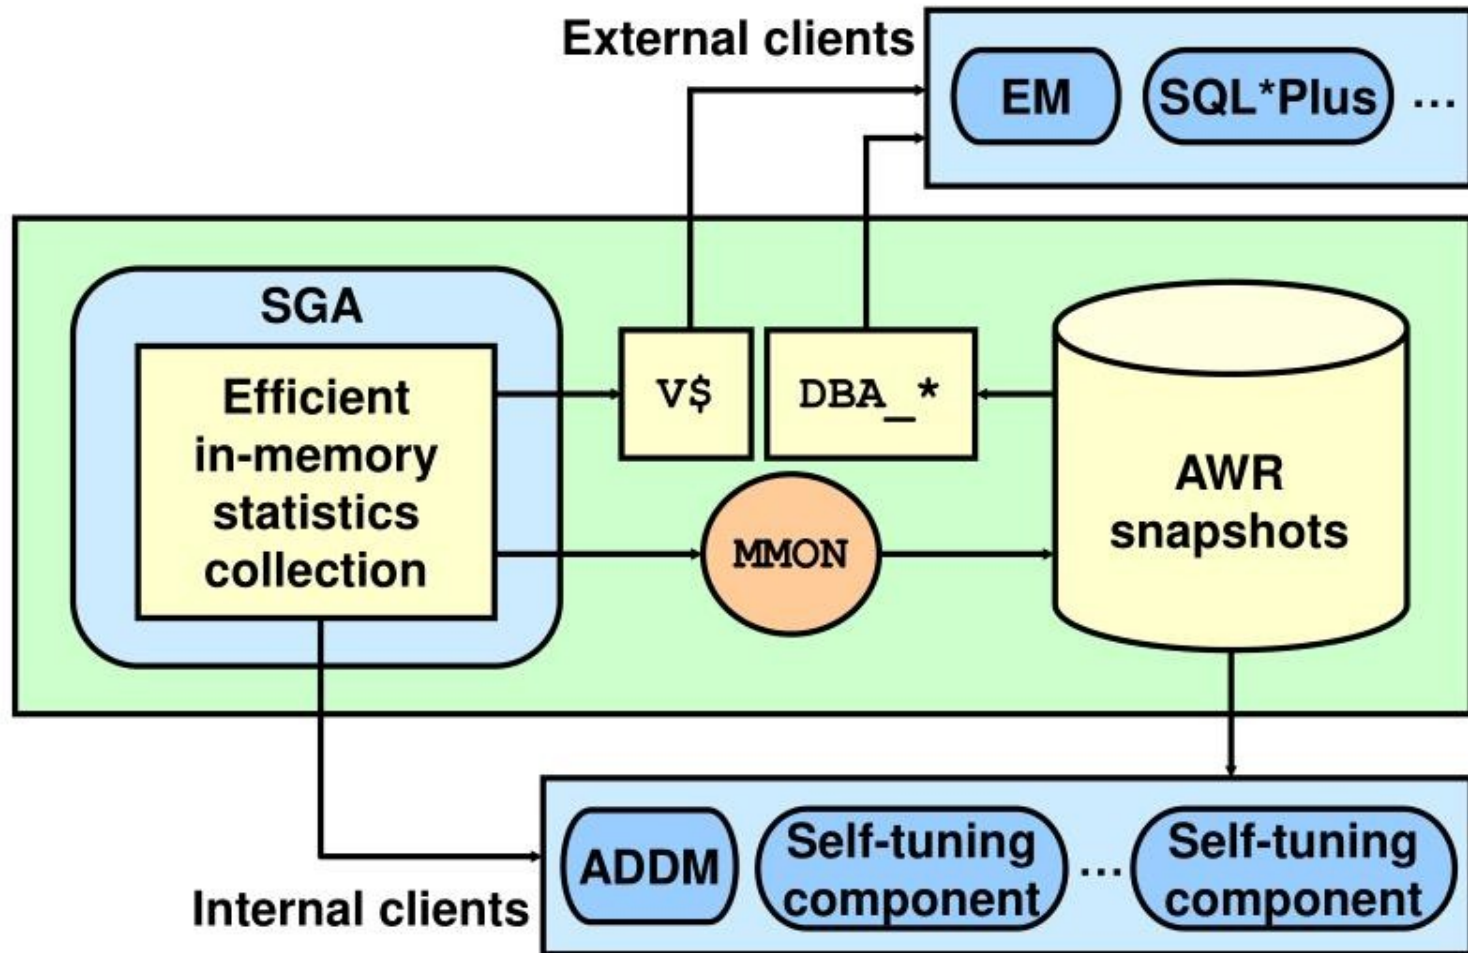 External clients
EM
SQL*Plus
...
SGA
Efficient
in-memory
statistics
collection
V$
DBA_*
MMON
AWR
snapshots
Internal clients
ADDM
Self-tuning
component
...
Self-tuning
component